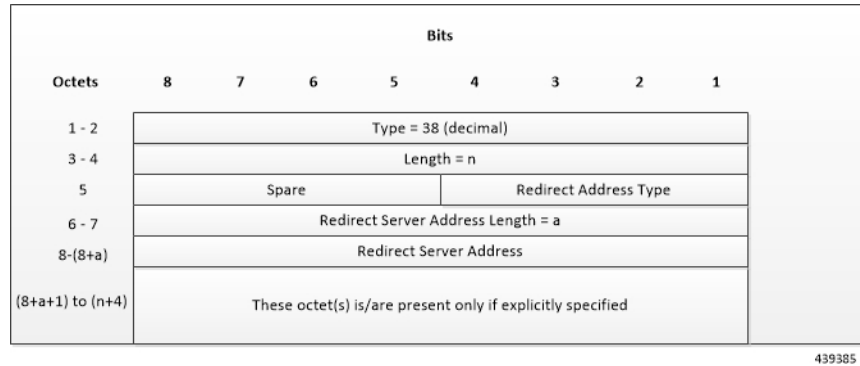 Bits
Octets 8 7 6 5 4 3 2 1
1 - 2 Type = 38 (decimal)
3 - 4 Length = n
5 Spare Redirect Address Type
6 - 7 Redirect Server Address Length = a
8-(8+a) Redirect Server Address
(8+a+1) to (n+4) These octet(s) is/are present only if explicitly specified
439385